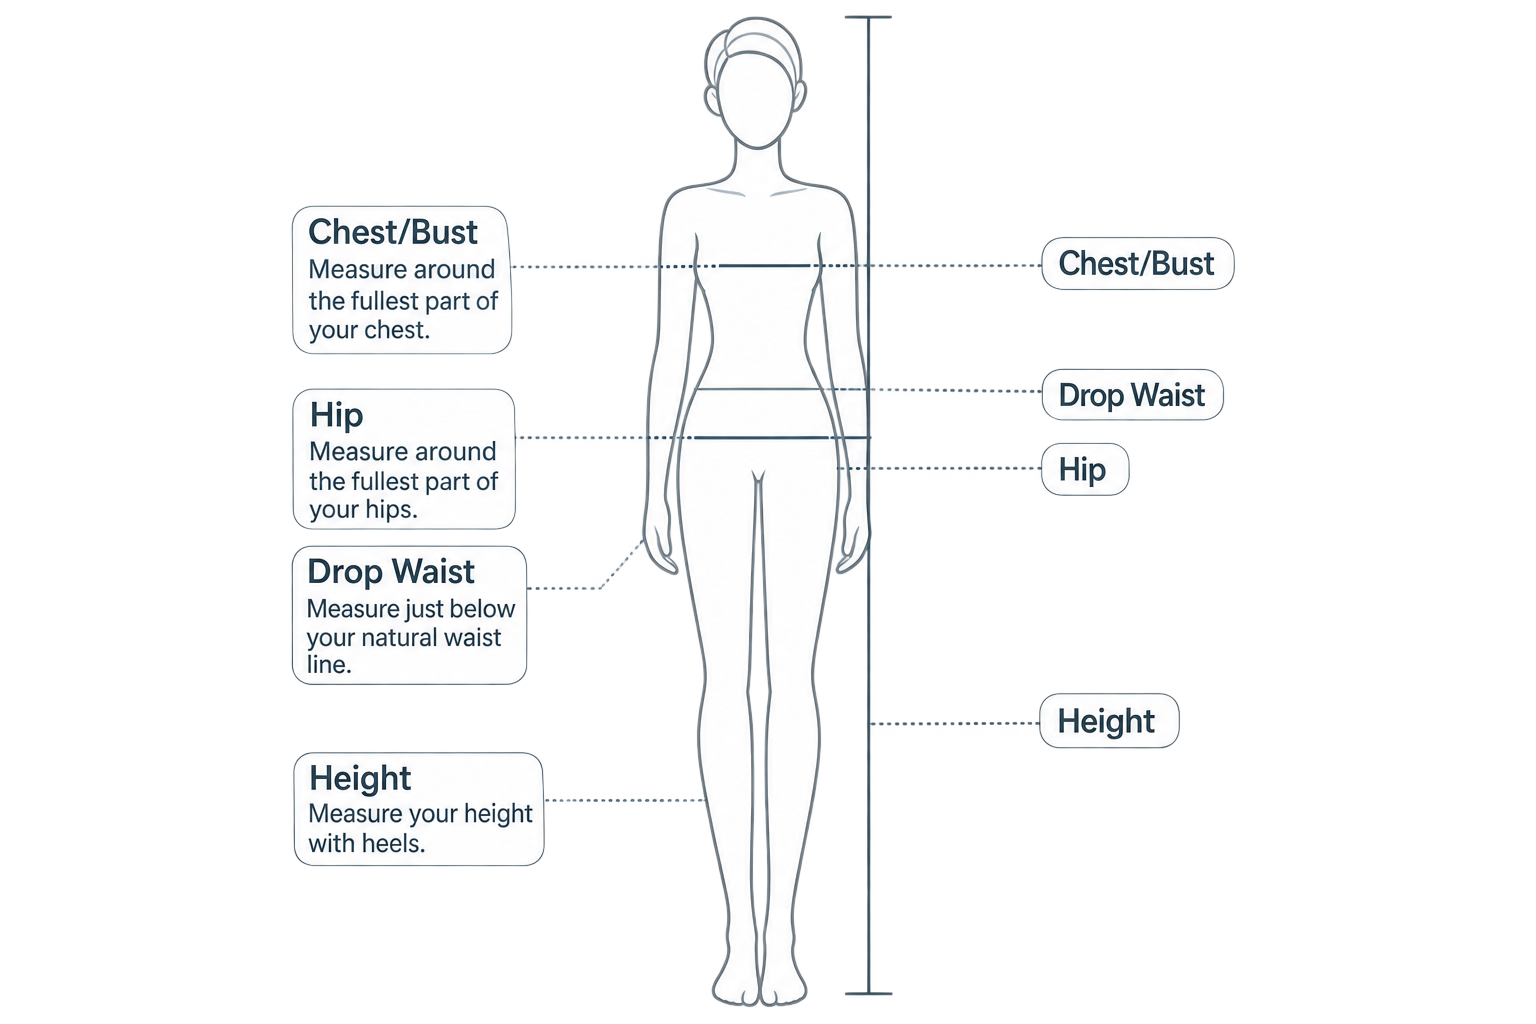 Chest/Bust
Measure around
the fullest part of
your chest.
Hip
Measure around
the fullest part of
your hips.
Drop Waist
Measure just below
your natural waist
line.
Height
Measure your height
with heels.
Chest/Bust
Drop Waist
Hip
Height